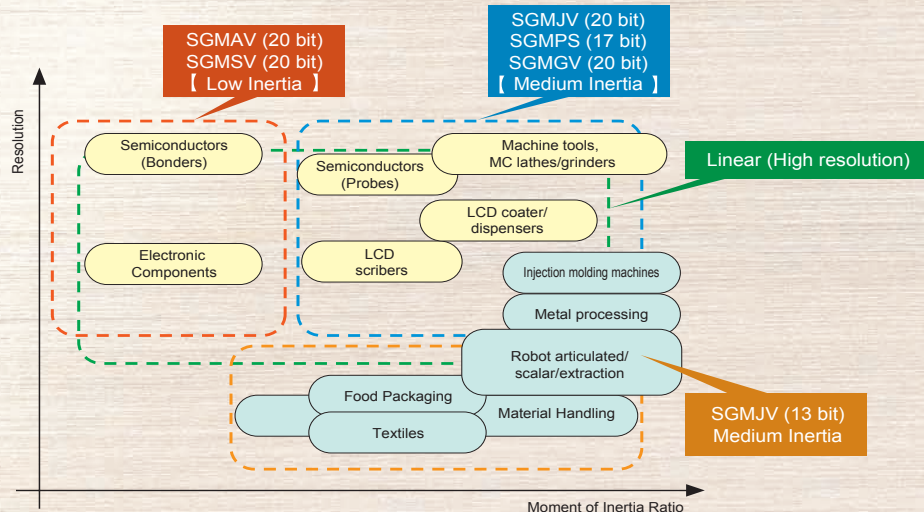 SGMAV (20 bit)
SGMSV (20 bit)
【 Low Inertia 】
SGMJV (20 bit)
SGMPS (17 bit)
SGMGV (20 bit)
【 Medium Inertia 】
Resolution
Semiconductors
(Bonders)
Machine tools,
MC lathes/grinders
Linear (High resolution)
Semiconductors
(Probes)
LCD coater/
dispensers
Electronic
Components
LCD
scribers
Injection molding machines
Metal processing
Robot articulated/
scalar/extraction
Food Packaging
Material Handling
SGMJV (13 bit)
Medium Inertia
Textiles
Moment of Inertia Ratio